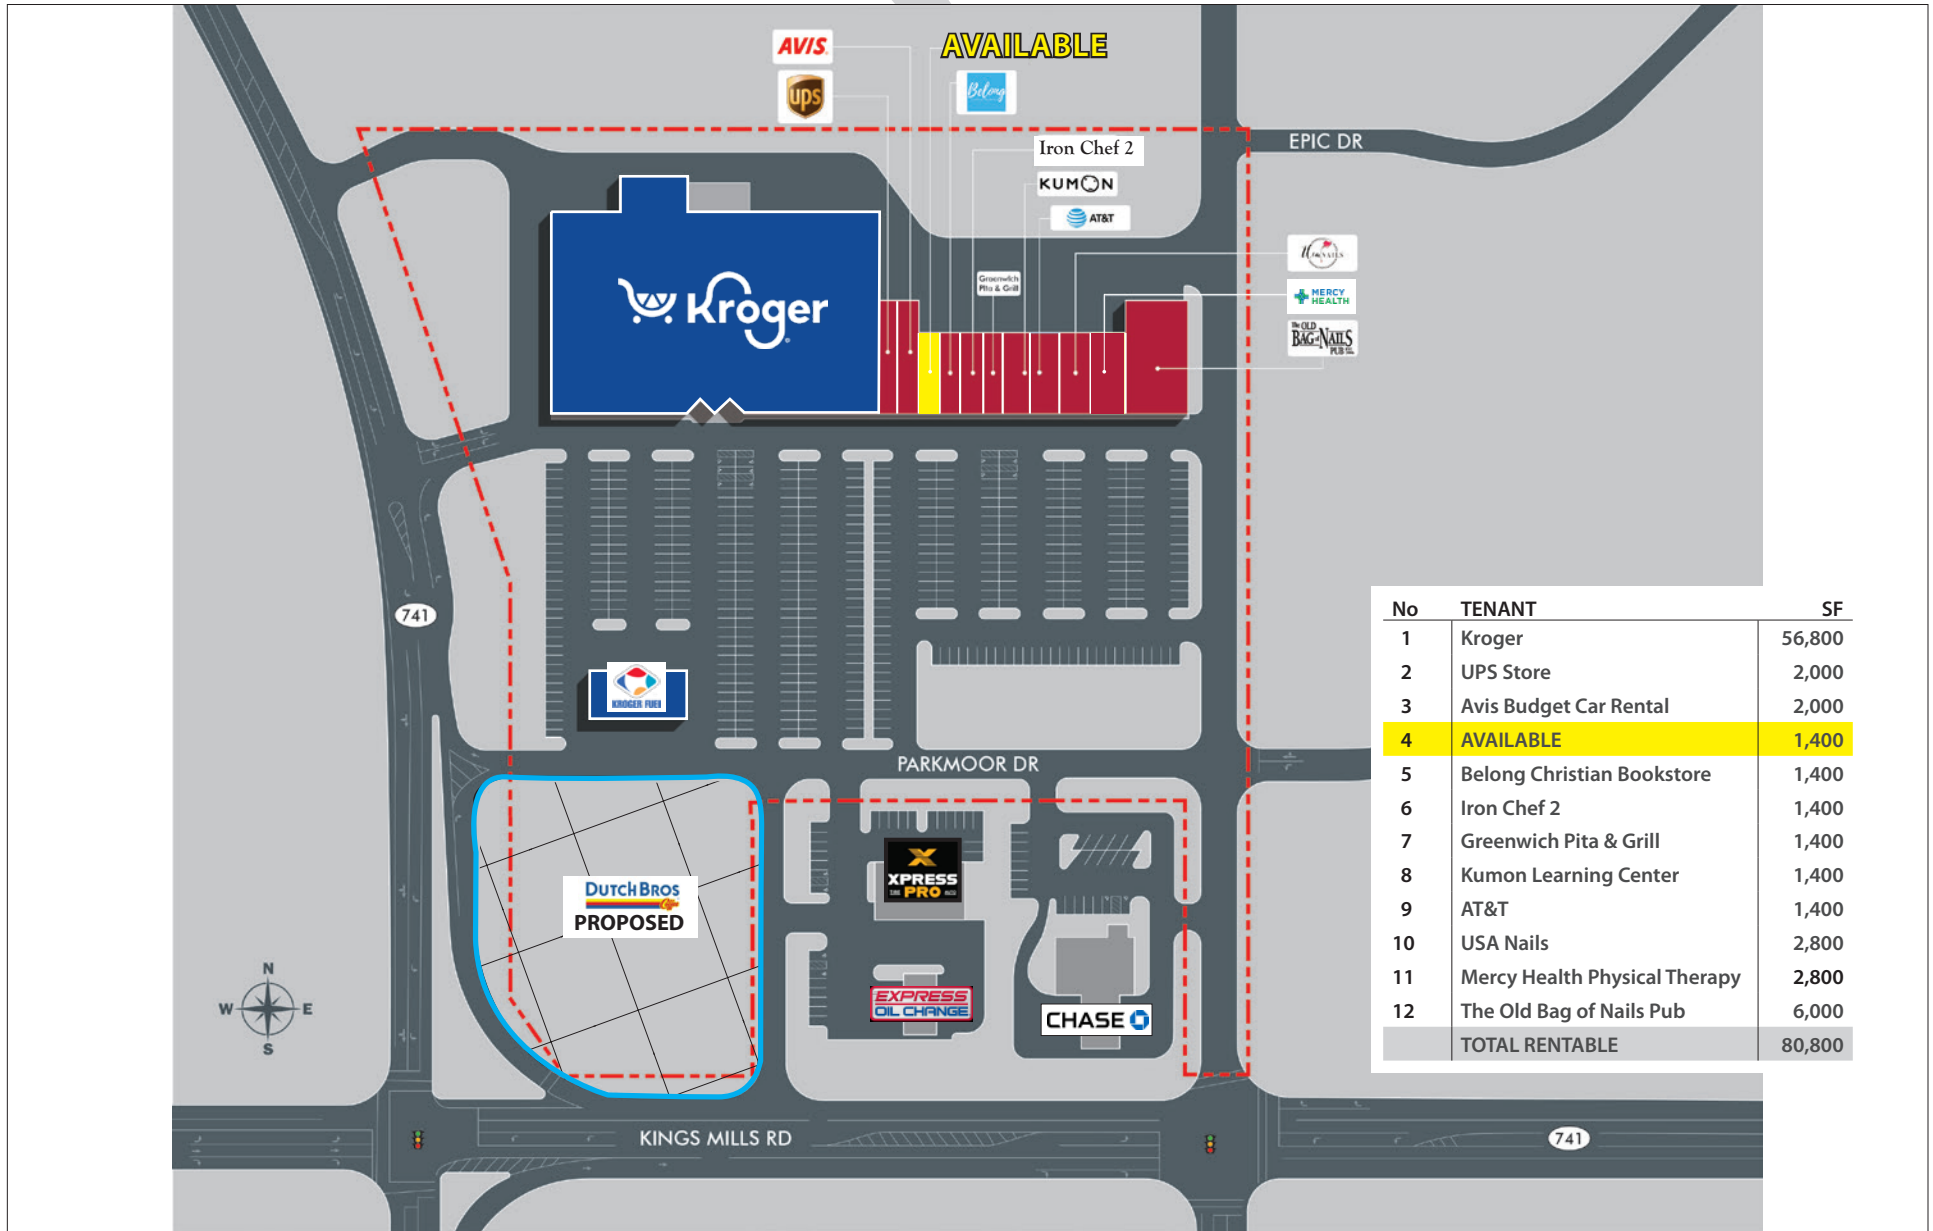 AVIS
AVAILABLE
ups
Belong
EPIC DR
Iron Chef 2
KUMON
AT&T
MERCY
HEALTH
Greenwich
Pita & Grill
Kroger
The OLD
BAG of NAILS
PUB
741
KROGER FUEL
PARKMOOR DR
XPRESS
PRO
DUTCH BROS
PROPOSED
EXPRESS
OIL CHANGE
CHASE
N
W E
S
KINGS MILLS RD
741
No TENANT SF
1 Kroger 56,800
2 UPS Store 2,000
3 Avis Budget Car Rental 2,000
4 AVAILABLE 1,400
5 Belong Christian Bookstore 1,400
6 Iron Chef 2 1,400
7 Greenwich Pita & Grill 1,400
8 Kumon Learning Center 1,400
9 AT&T 1,400
10 USA Nails 2,800
11 Mercy Health Physical Therapy 2,800
12 The Old Bag of Nails Pub 6,000
TOTAL RENTABLE 80,800